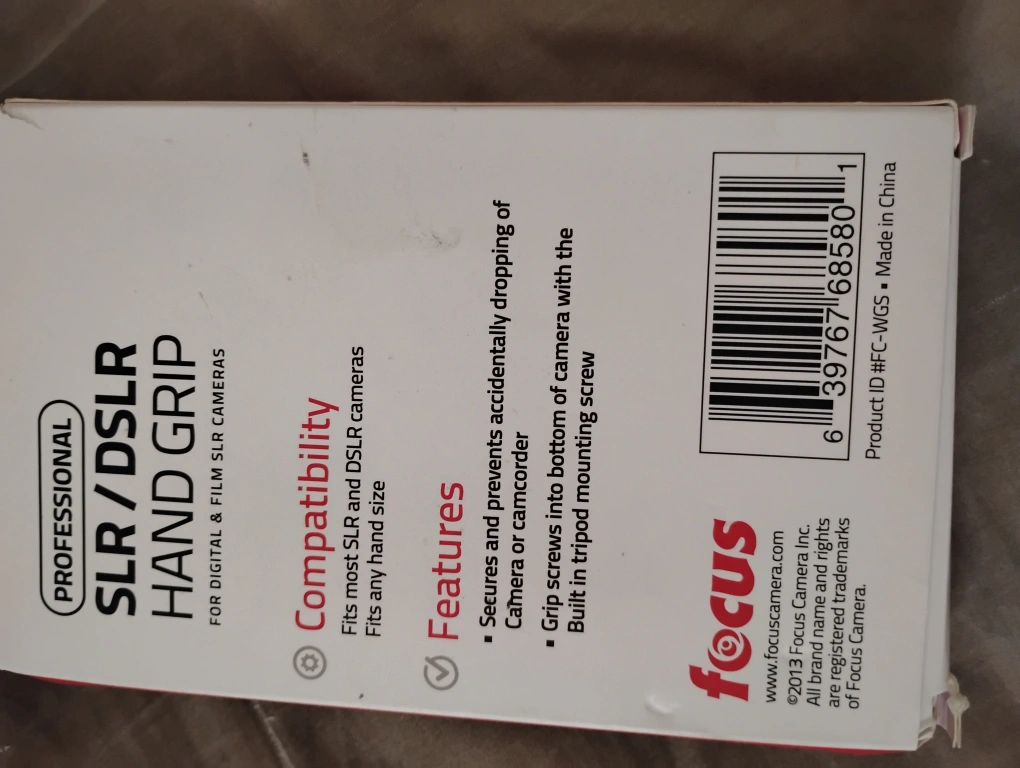 PROFESSIONAL
SLR / DSLR
HAND GRIP
FOR DIGITAL & FILM SLR CAMERAS
Compatibility
Fits most SLR and DSLR cameras
Fits any hand size
Features
▪ Secures and prevents accidentally dropping of
Camera or camcorder
▪ Grip screws into bottom of camera with the
Built in tripod mounting screw
focus
www.focuscamera.com
©2013 Focus Camera Inc.
All brand name and rights
are registered trademarks
of Focus Camera.
6 39767 68580 1
Product ID #FC-WGS ▪ Made in China